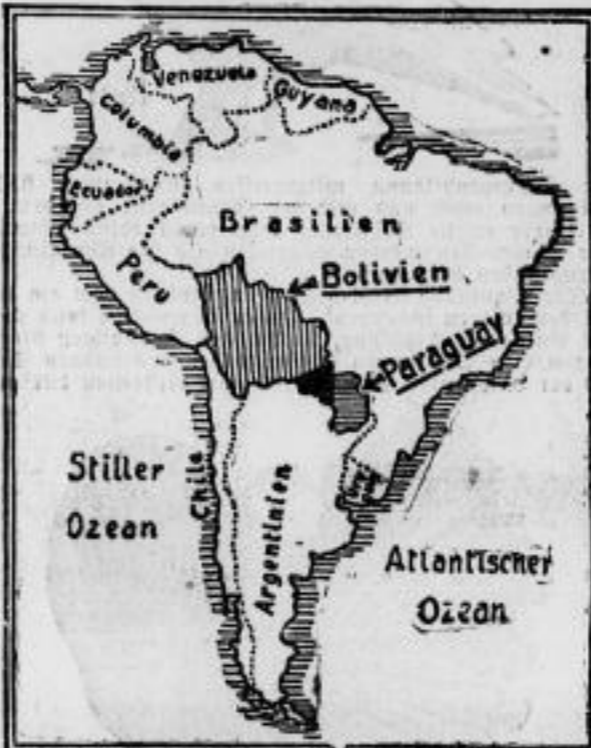 Venezuela
Guyana
Columbia
Ecuador
Brasilien
Peru
Bolivien
Paraguay
Stiller
Ozean
Chile
Argentinien
Atlantischer
Ozean